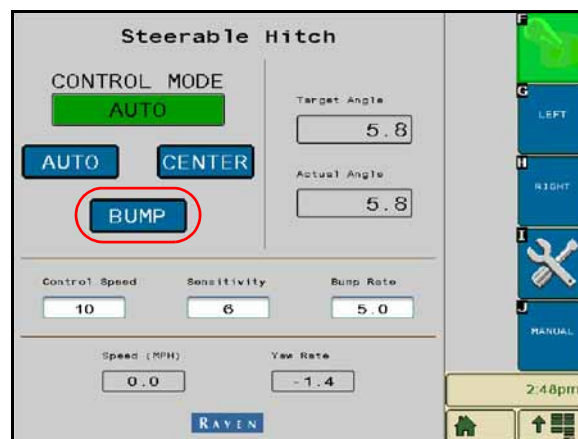 Steerable Hitch
CONTROL MODE
AUTO
AUTO
CENTER
BUMP
Target Angle
5.8
Actual Angle
5.8
Control Speed
10
Sensitivity
6
Bump Rate
5.0
Speed (MPH)
0.0
Yaw Rate
-1.4
RAVEN
F
G
LEFT
H
RIGHT
I
J
MANUAL
2:48pm